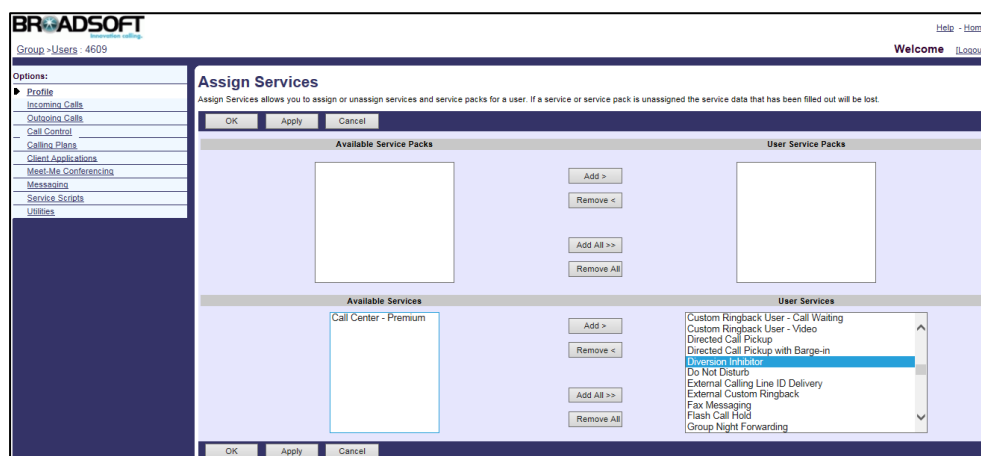 BROADSOFT
innovation calling.
Help - Hom
Group >Users : 4609
Welcome [Logou
Options:
Profile
Incoming Calls
Outgoing Calls
Call Control
Calling Plans
Client Applications
Meet-Me Conferencing
Messaging
Service Scripts
Utilities
Assign Services
Assign Services allows you to assign or unassign services and service packs for a user. If a service or service pack is unassigned the service data that has been filled out will be lost.
OK Apply Cancel
Available Service Packs User Service Packs
Add >
Remove <
Add All >>
Remove All
Available Services User Services
Call Center - Premium
Add >
Remove <
Add All >>
Remove All
Custom Ringback User - Call Waiting
Custom Ringback User - Video
Directed Call Pickup
Directed Call Pickup with Barge-in
Diversion Inhibitor
Do Not Disturb
External Calling Line ID Delivery
External Custom Ringback
Fax Messaging
Flash Call Hold
Group Night Forwarding
OK Apply Cancel